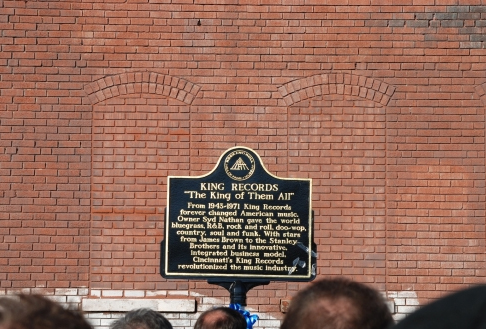 KING RECORDS
"The King of Them All"
From 1943-1971 King Records
forever changed American music.
Owner Syd Nathan gave the world
bluegrass, R&B, rock and roll, doo-wop,
country, soul and funk. With stars
from James Brown to the Stanley
Brothers and its innovative,
integrated business model,
Cincinnati's King Records
revolutionized the music industry.